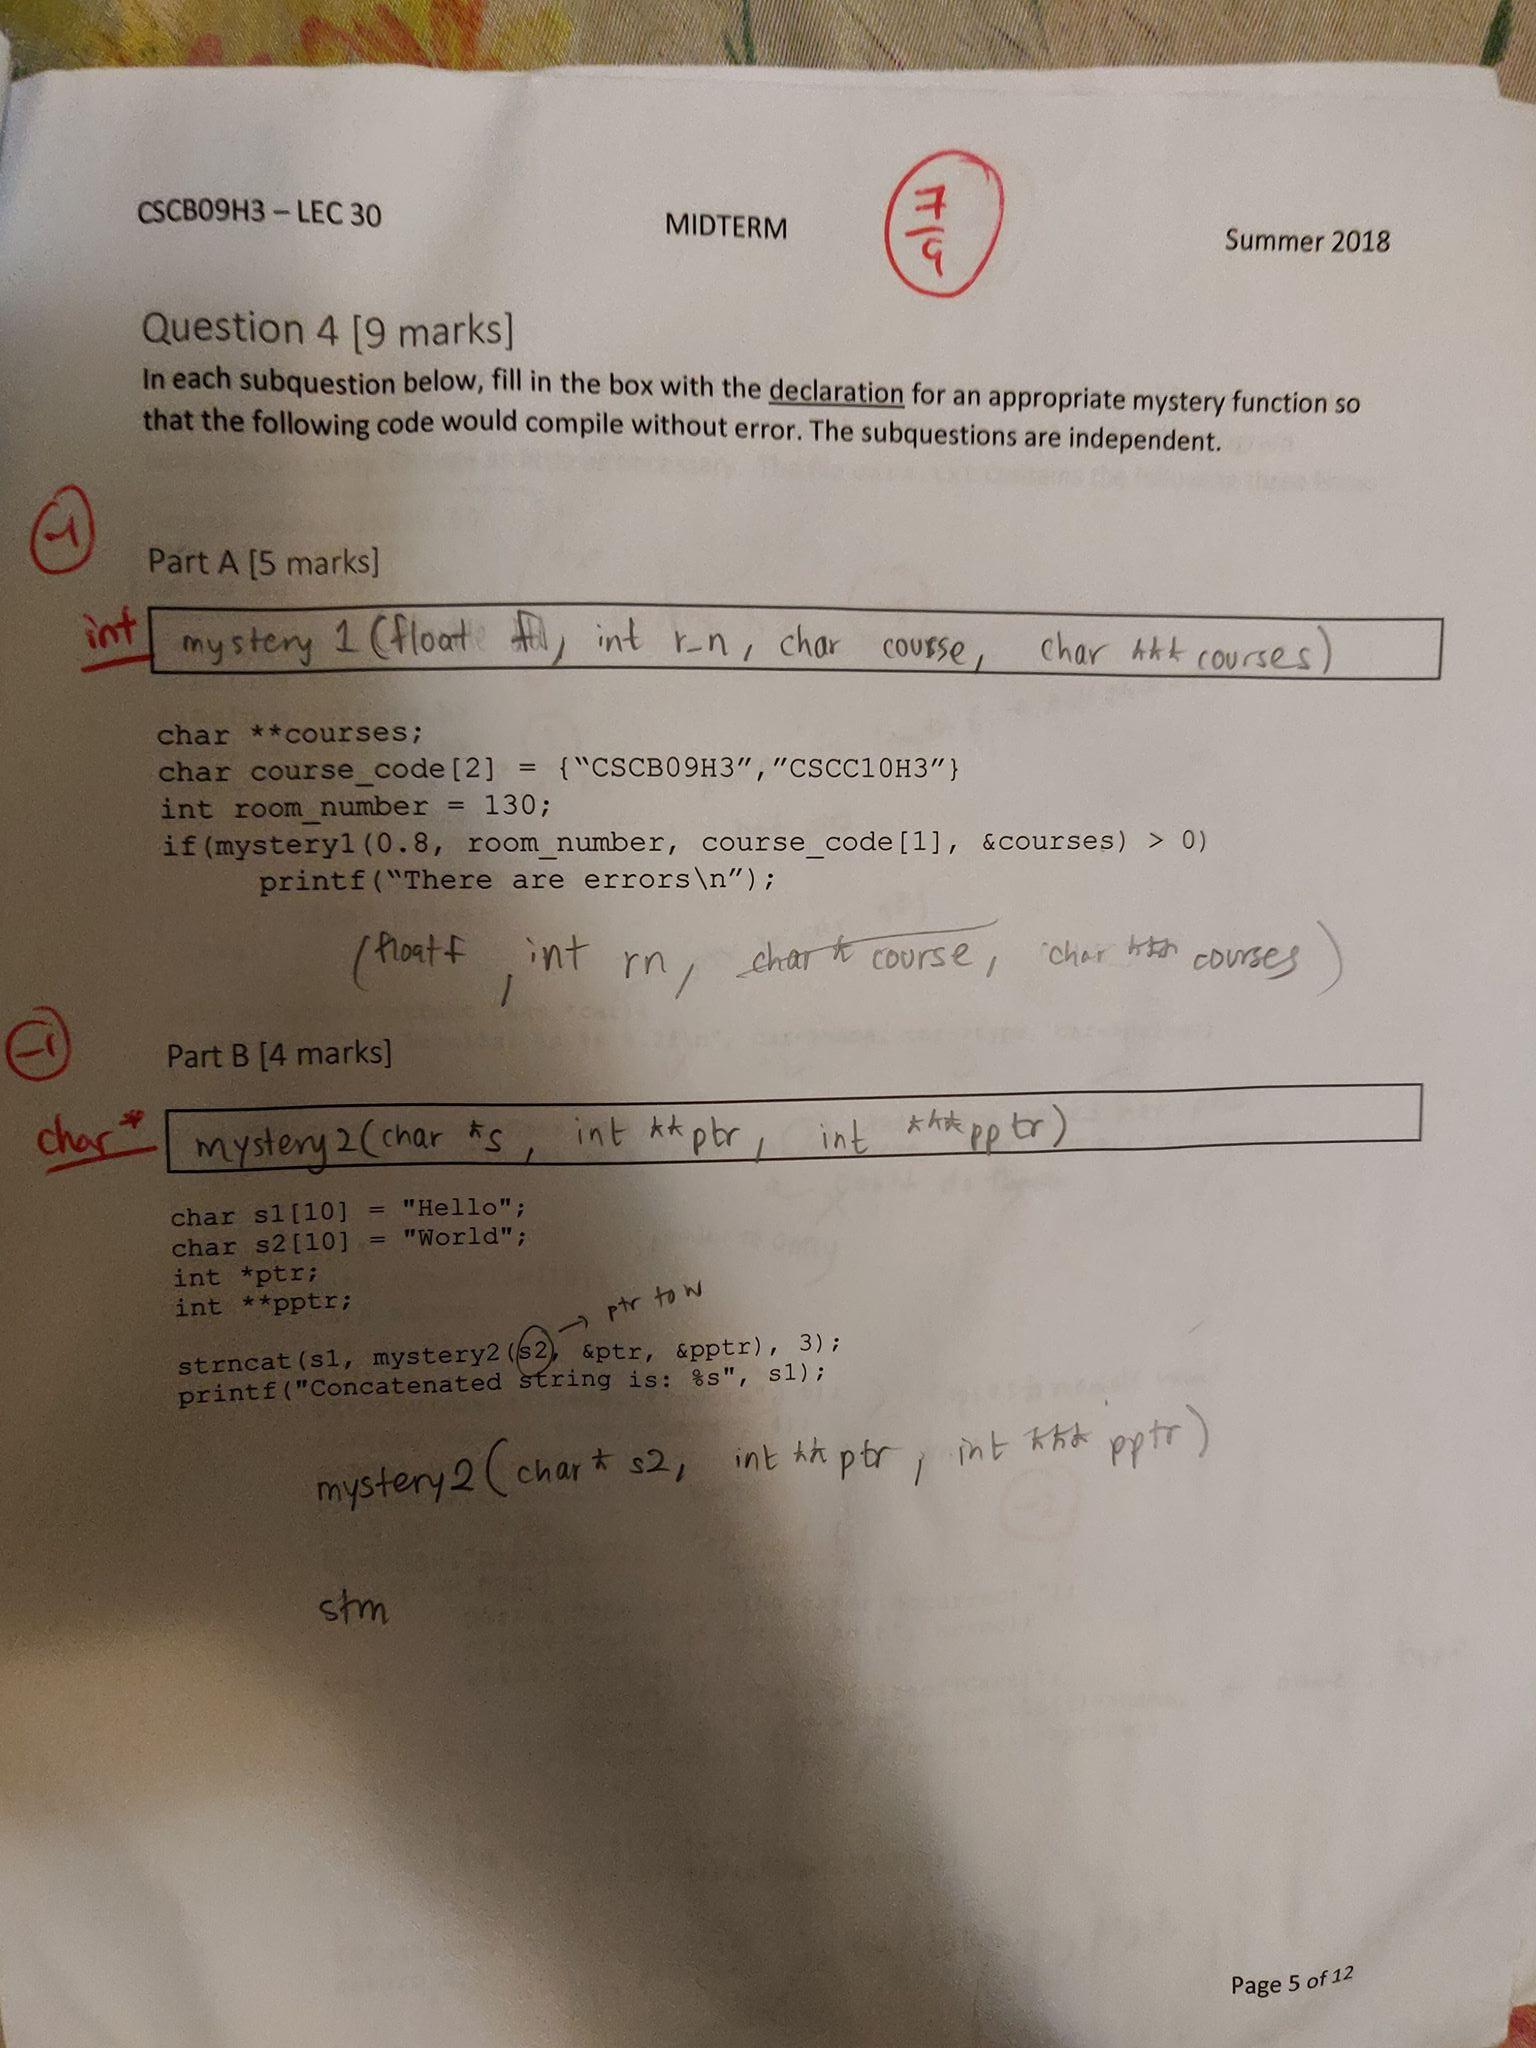 CSCB09H3 – LEC 30 MIDTERM 7/9 Summer 2018
Question 4 [9 marks]
In each subquestion below, fill in the box with the declaration for an appropriate mystery function so
that the following code would compile without error. The subquestions are independent.
-1
Part A [5 marks]
int mystery 1 (float , int r_n, char course, char *** courses)
char **courses;
char course_code[2] = {“CSCB09H3”,”CSCC10H3”}
int room_number = 130;
if(mystery1(0.8, room_number, course_code[1], &courses) > 0)
printf(“There are errors\n”);
(float f, int rn, char * course, char *** courses)
-1
Part B [4 marks]
char* mystery2(char *s, int **ptr, int ***pptr)
char s1[10] = "Hello";
char s2[10] = "World";
int *ptr;
int **pptr;
→ ptr to W
strncat(s1, mystery2(s2, &ptr, &pptr), 3);
printf("Concatenated string is: %s", s1);
mystery2(char* s2, int ** ptr, int *** pptr)
Page 5 of 12